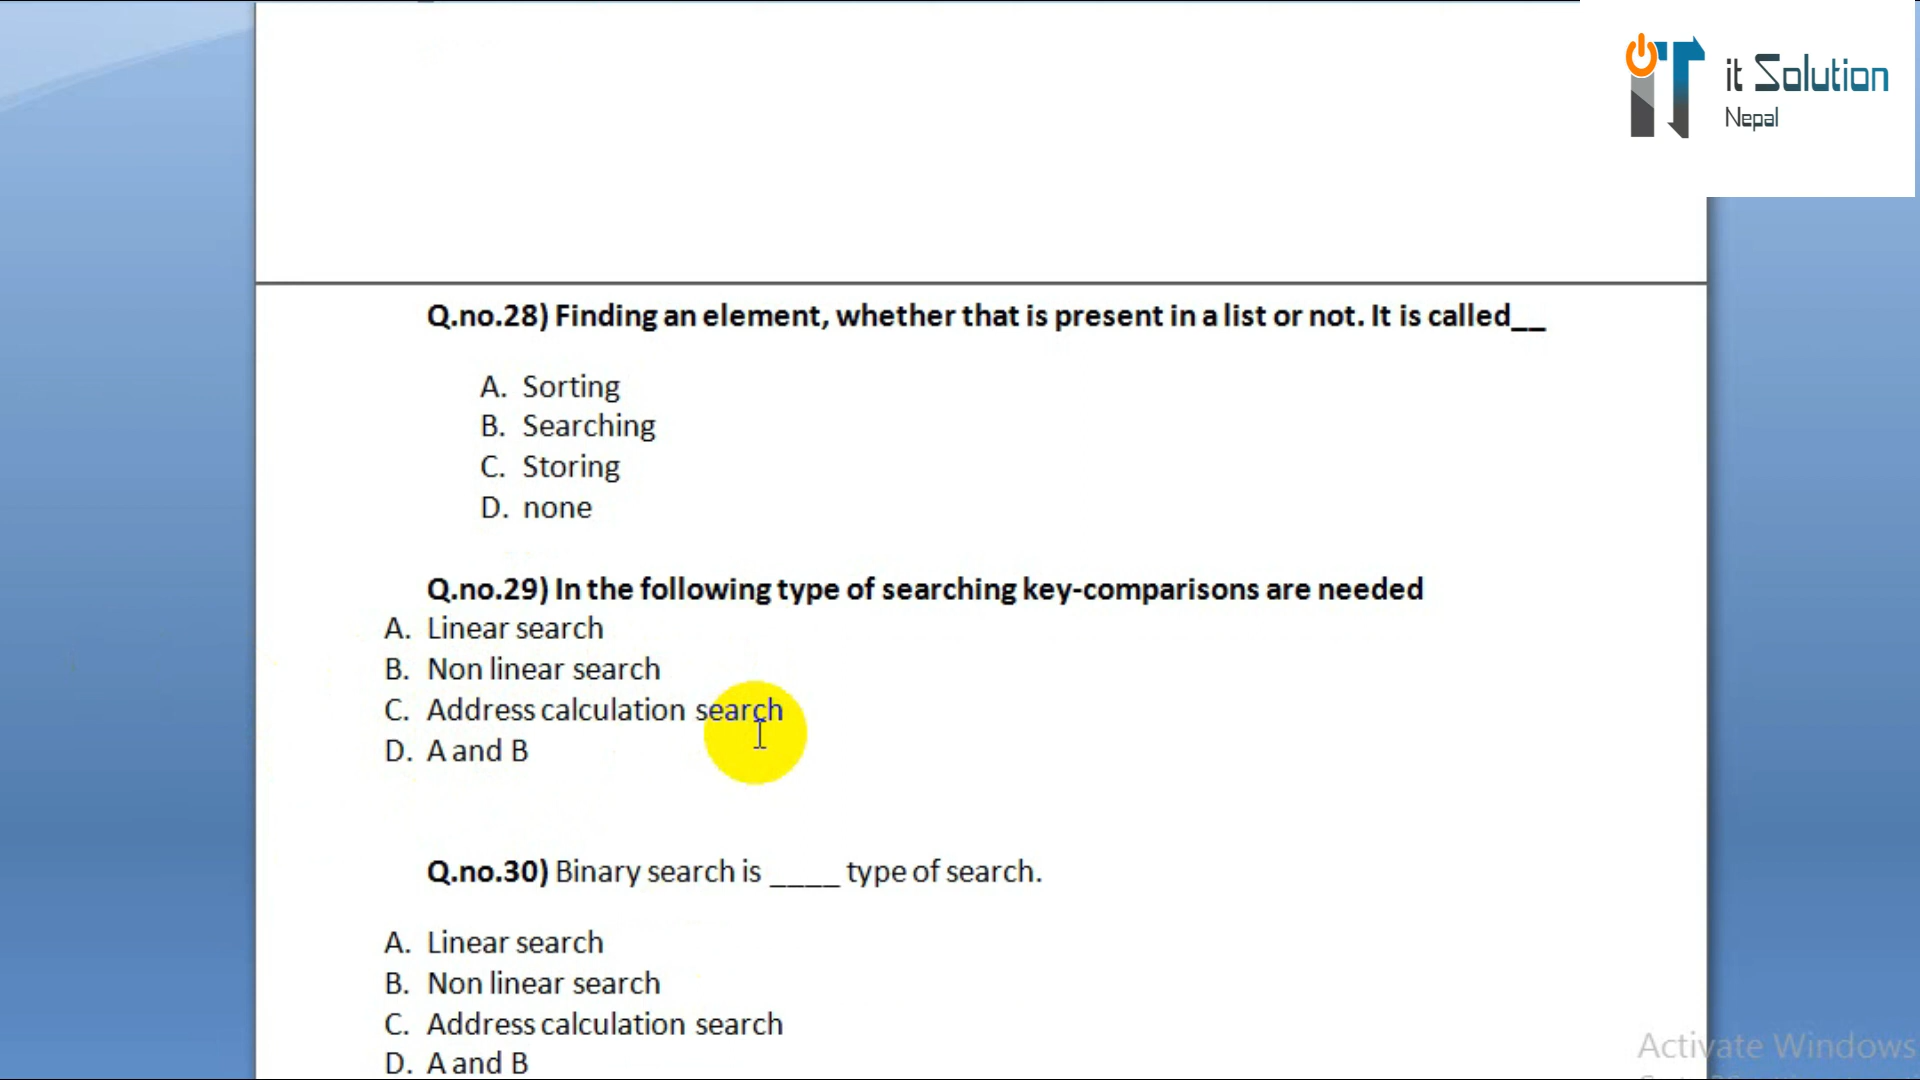 it Solution
Nepal
Q.no.28) Finding an element, whether that is present in a list or not. It is called__
A. Sorting
B. Searching
C. Storing
D. none
Q.no.29) In the following type of searching key-comparisons are needed
A. Linear search
B. Non linear search
C. Address calculation search
D. A and B
Q.no.30) Binary search is ____ type of search.
A. Linear search
B. Non linear search
C. Address calculation search
D. A and B
Activate Windows